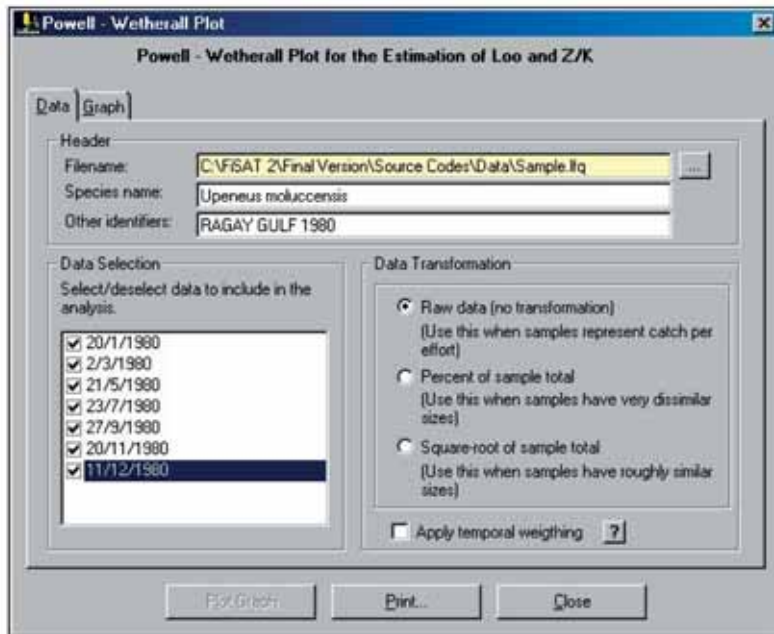 Powell - Wetherall Plot
Powell - Wetherall Plot for the Estimation of Loo and Z/K
Data
Graph
Header
Filename:
C:\FiSAT 2\Final Version\Source Codes\Data\Sample.lfq
...
Species name:
Upeneus moluccensis
Other identifiers:
RAGAY GULF 1980
Data Selection
Select/deselect data to include in the
analysis.
20/1/1980
2/3/1980
21/5/1980
23/7/1980
27/9/1980
20/11/1980
11/12/1980
Data Transformation
Raw data (no transformation)
(Use this when samples represent catch per
effort)
Percent of sample total
(Use this when samples have very dissimilar
sizes)
Square-root of sample total
(Use this when samples have roughly similar
sizes)
Apply temporal weigthing
?
Plot Graph
Print...
Close